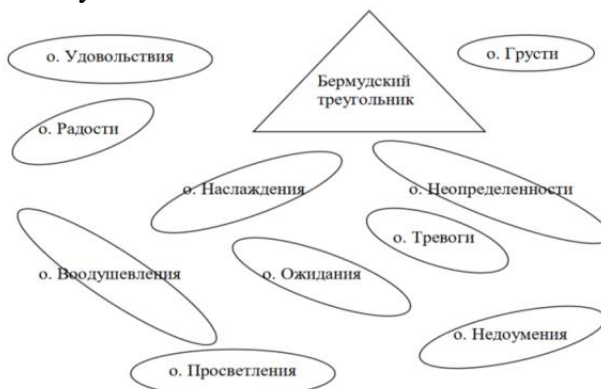 о. Удовольствия
о. Грусти
Бермудский
треугольник
о. Радости
о. Наслаждения
о. Неопределенности
о. Тревоги
о. Воодушевления
о. Ожидания
о. Недоумения
о. Просветления